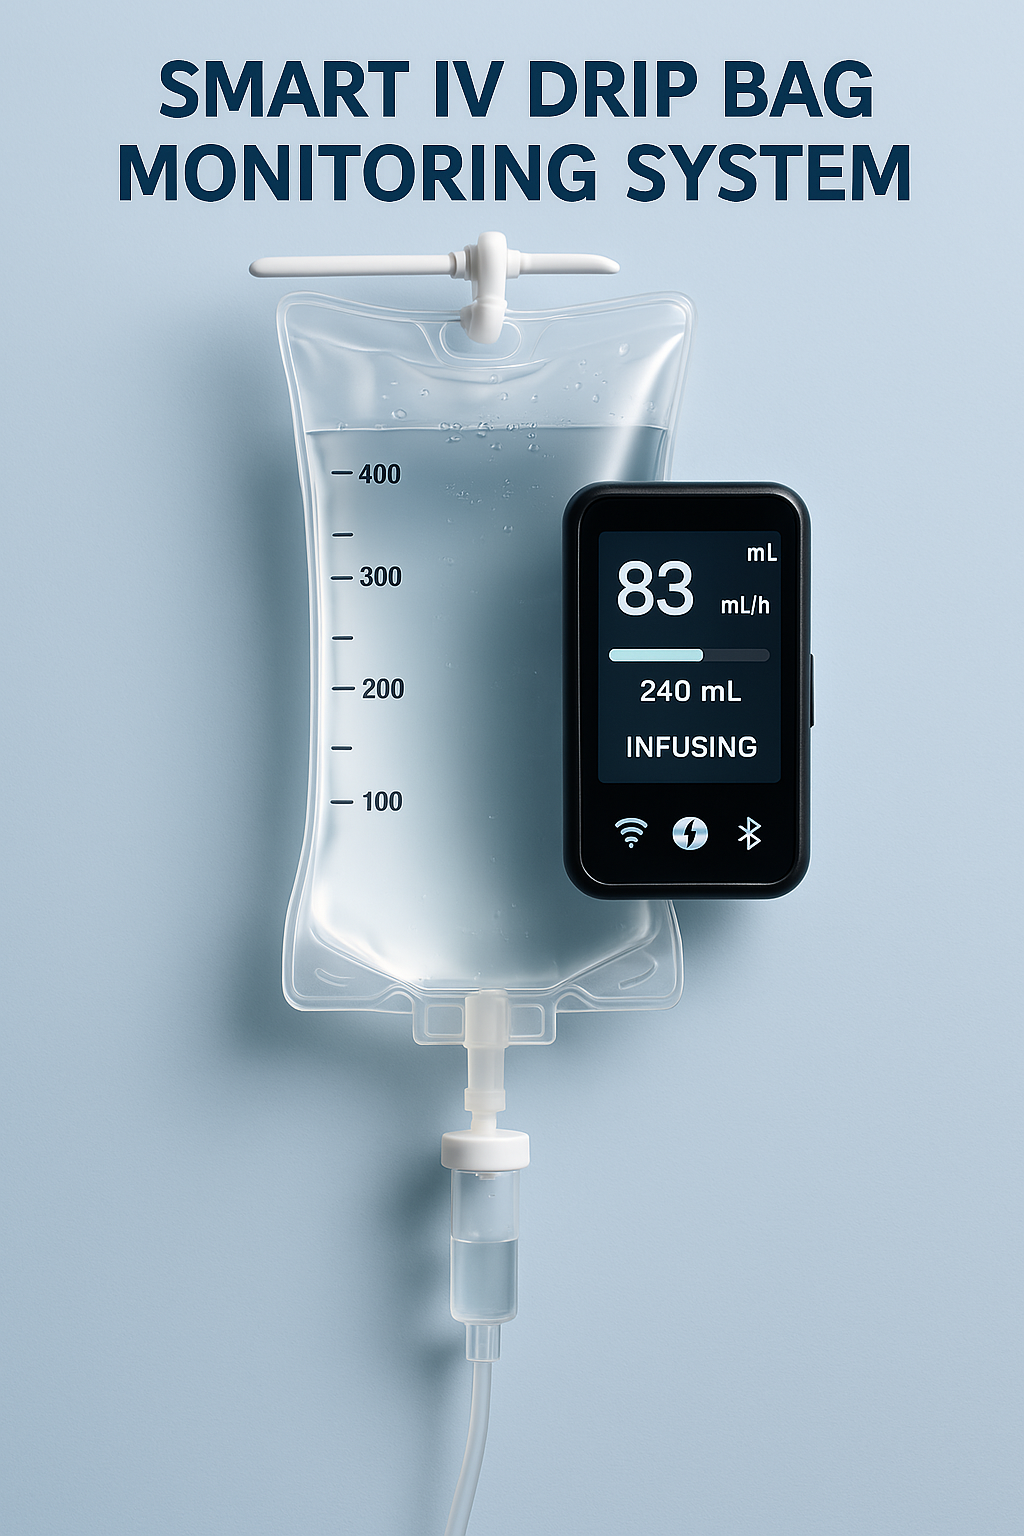 SMART IV DRIP BAG
MONITORING SYSTEM
400
300
200
100
mL
83
mL/h
240 mL
INFUSING